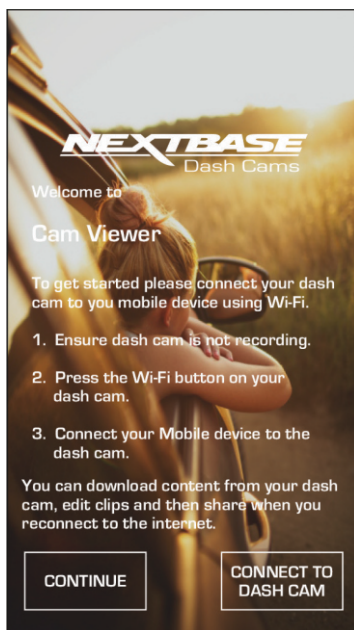 NEXTBASE
Dash Cams
Welcome to
Cam Viewer
To get started please connect your dash
cam to you mobile device using Wi-Fi.
1. Ensure dash cam is not recording.
2. Press the Wi-Fi button on your
dash cam.
3. Connect your Mobile device to the
dash cam.
You can download content from your dash
cam, edit clips and then share when you
reconnect to the internet.
CONTINUE
CONNECT TO
DASH CAM